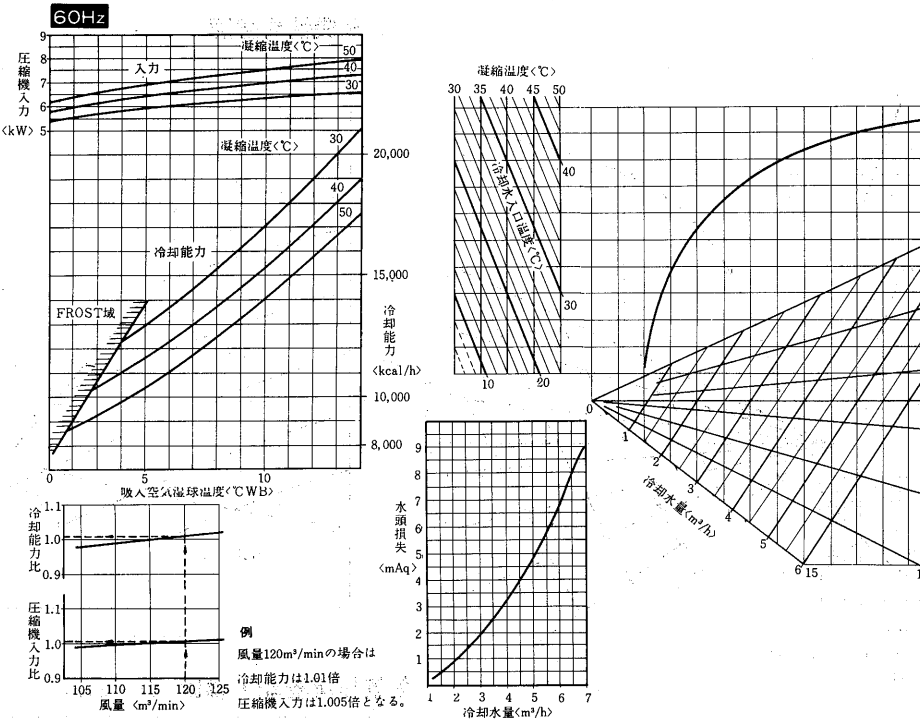 60Hz
9
8
7
6
5
圧縮機入力
<kW>
凝縮温度<℃>
入力
50
40
30
凝縮温度<℃>
30
40
50
冷却能力
FROST域
20,000
15,000
10,000
8,000
冷却能力
<kcal/h>
0 5 10
吸入空気湿球温度<℃WB>
冷却能力比
1.1
1.0
0.9
圧縮機入力比
1.1
1.0
0.9
105 110 115 120 125
風量 <m³/min>
例
風量120m³/minの場合は
冷却能力は1.01倍
圧縮機入力は1.005倍となる。
凝縮温度<℃>
30 35 40 45 50
冷却水入口温度<℃>
40
30
10 20
0
1
2
3
4
5
6
15
1
冷却水量<m³/h>
水頭損失
<mAq>
9
8
7
6
5
4
3
2
1
1 2 3 4 5 6 7
冷却水量<m³/h>